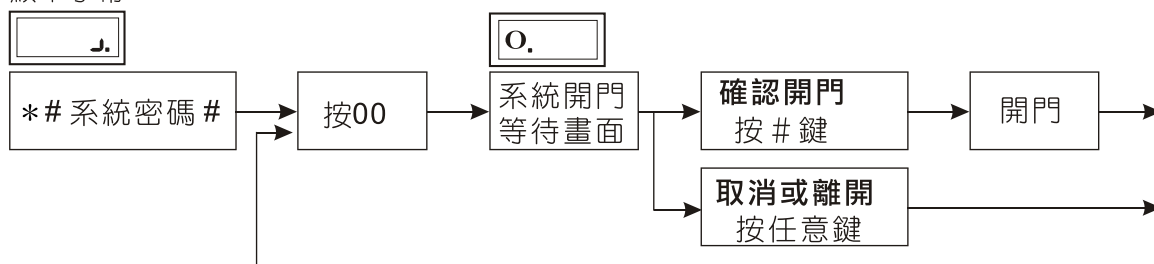 O.
*#系統密碼#
按00
系統開門
等待畫面
確認開門
按#鍵
開門
取消或離開
按任意鍵